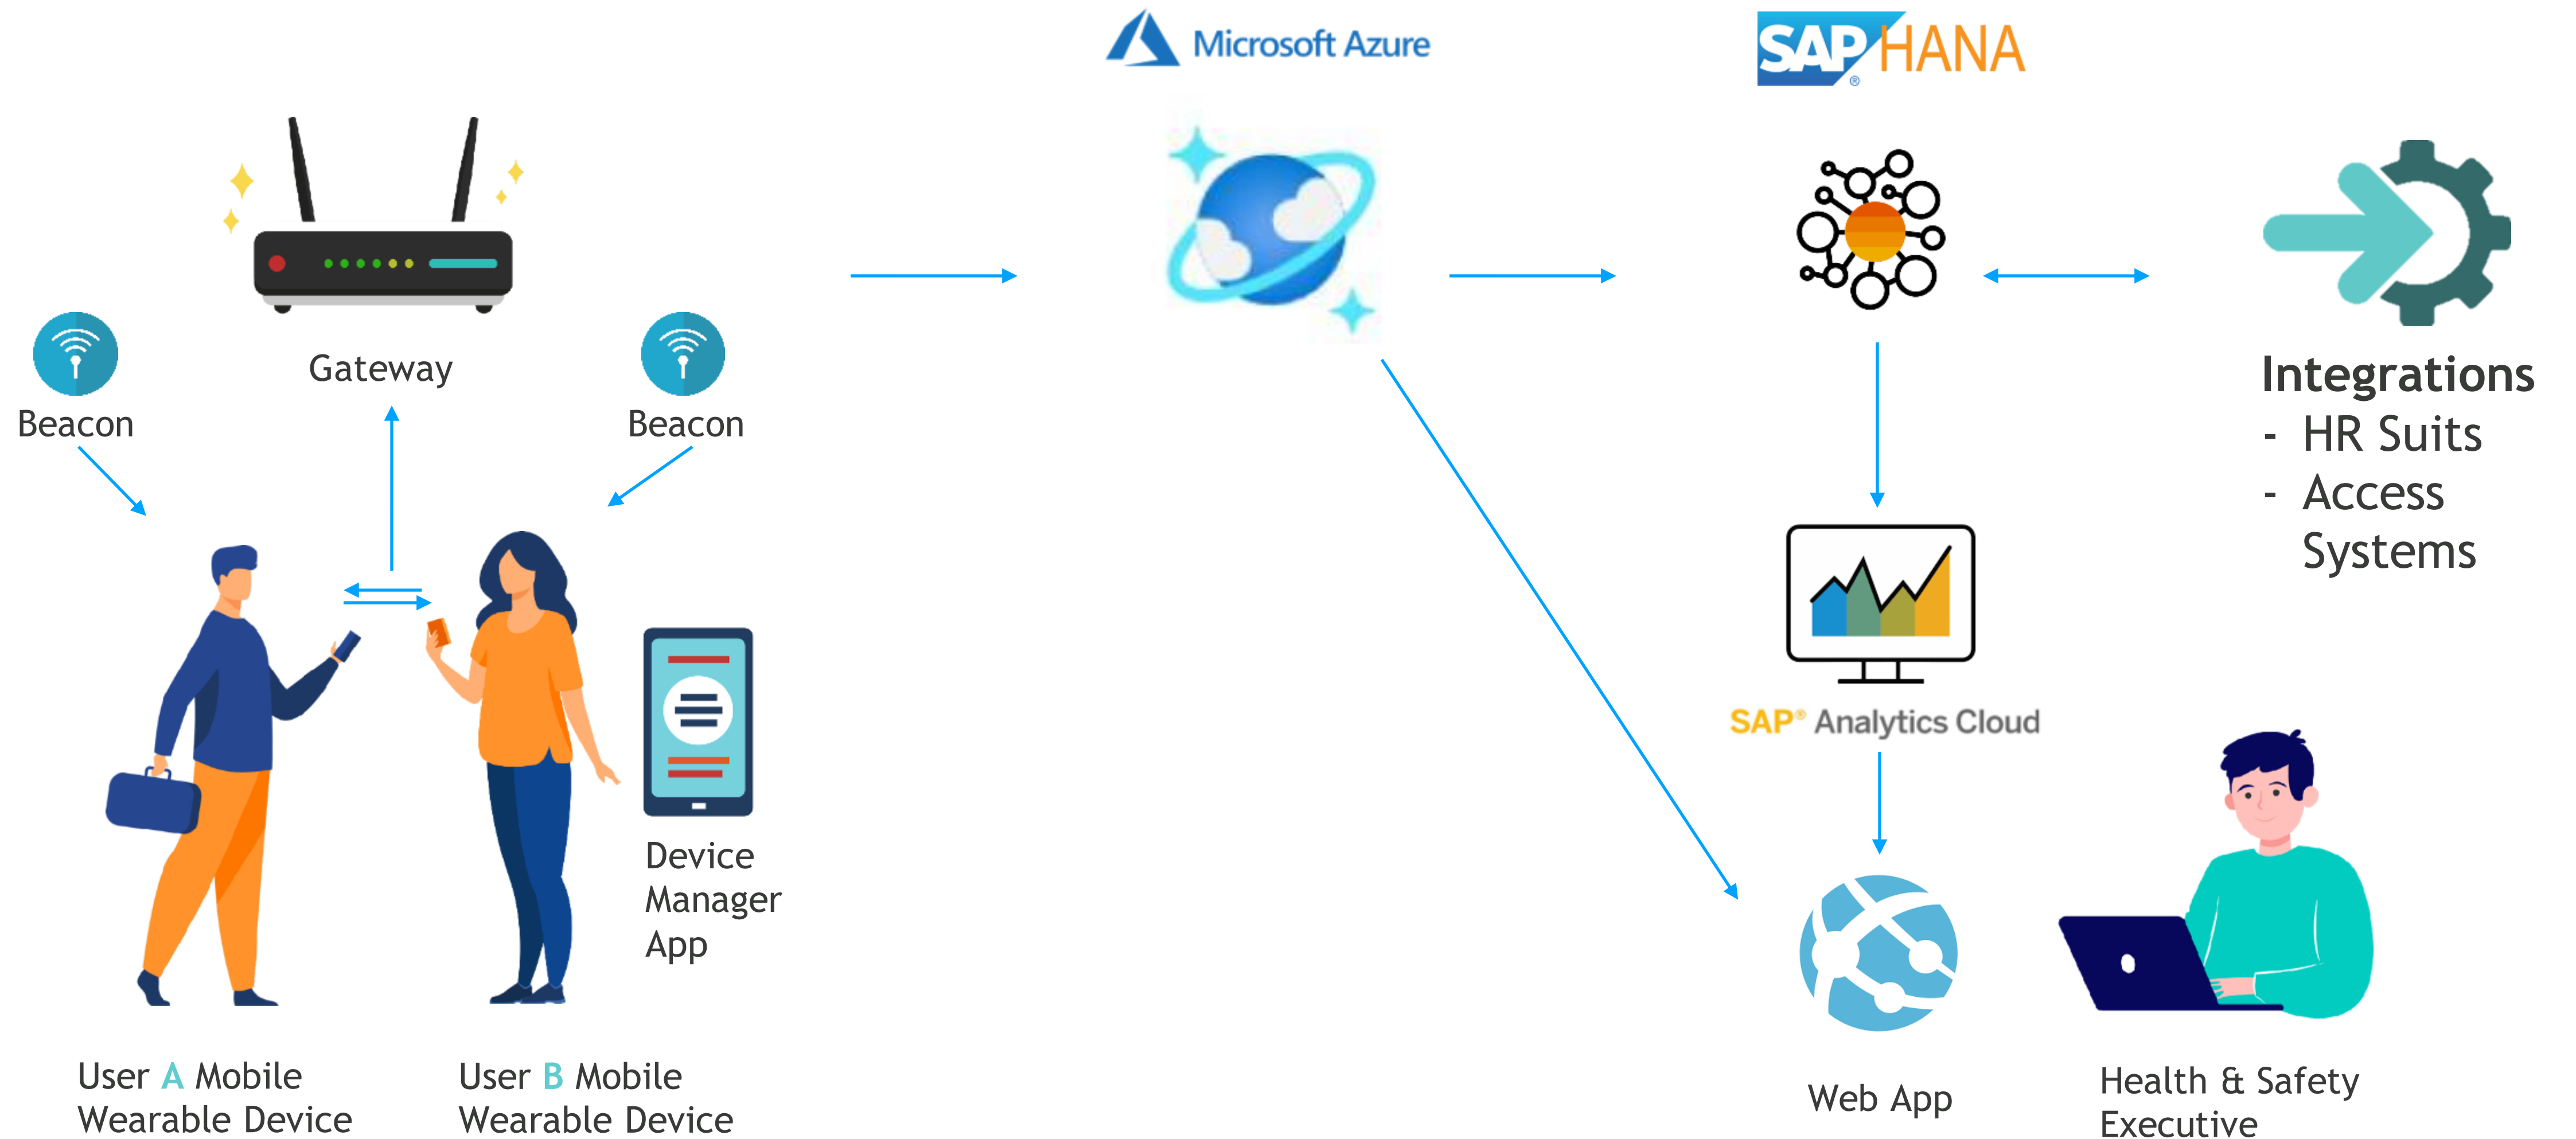 Microsoft Azure
SAP® HANA
Gateway
Beacon
Beacon
Integrations
- HR Suits
- Access
Systems
SAP® Analytics Cloud
Device
Manager
App
User A Mobile
Wearable Device
User B Mobile
Wearable Device
Web App
Health & Safety
Executive